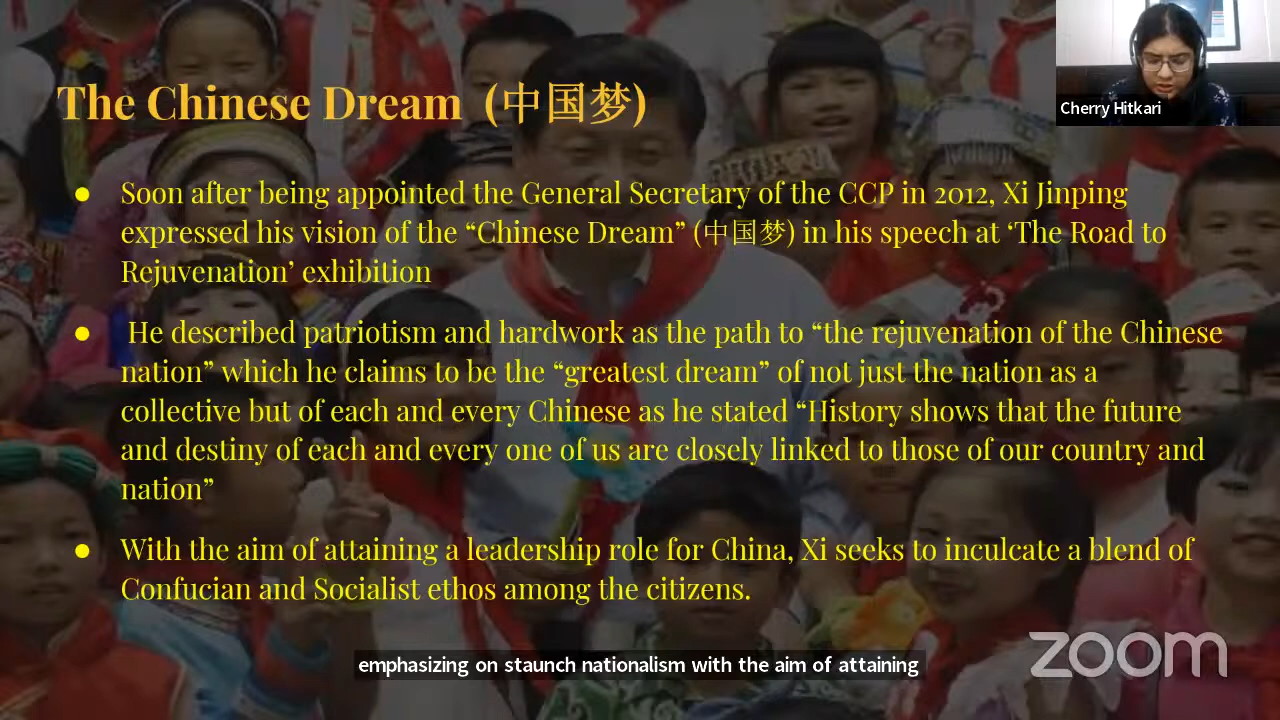 The Chinese Dream (中国梦)
Cherry Hitkari
● Soon after being appointed the General Secretary of the CCP in 2012, Xi Jinping
expressed his vision of the “Chinese Dream” (中国梦) in his speech at ‘The Road to
Rejuvenation’ exhibition
● He described patriotism and hardwork as the path to “the rejuvenation of the Chinese
nation” which he claims to be the “greatest dream” of not just the nation as a
collective but of each and every Chinese as he stated “History shows that the future
and destiny of each and every one of us are closely linked to those of our country and
nation”
● With the aim of attaining a leadership role for China, Xi seeks to inculcate a blend of
Confucian and Socialist ethos among the citizens.
zoom
emphasizing on staunch nationalism with the aim of attaining